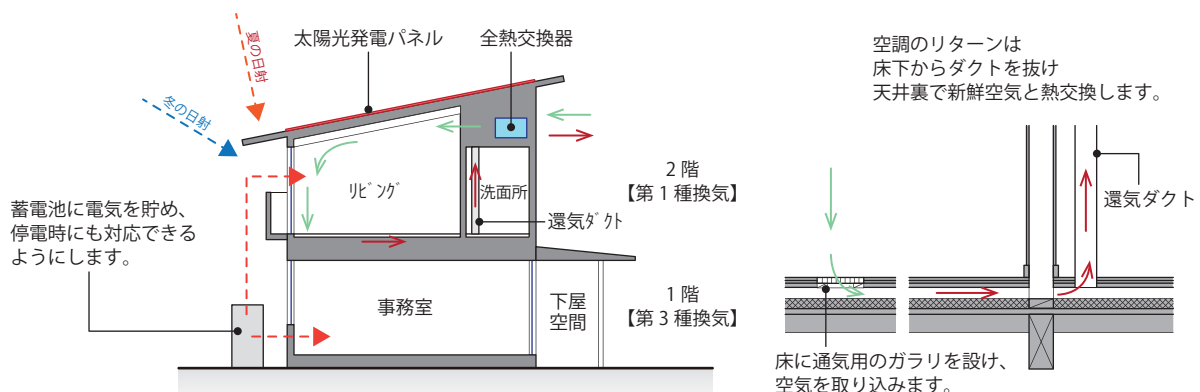 夏の日射
冬の日射
太陽光発電パネル
全熱交換器
リビング
洗面所
還気ダクト
2 階
【第 1 種換気】
蓄電池に電気を貯め、
停電時にも対応できる
ようにします。
事務室
下屋
空間
1 階
【第 3 種換気】
空調のリターンは
床下からダクトを抜け
天井裏で新鮮空気と熱交換します。
還気ダクト
床に通気用のガラリを設け、
空気を取り込みます。